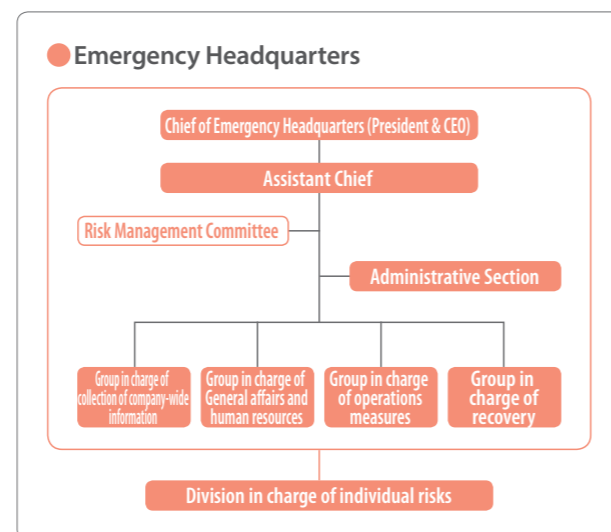 Emergency Headquarters
Chief of Emergency Headquarters (President & CEO)
Assistant Chief
Risk Management Committee
Administrative Section
Group in charge of
collection of company-wide
information
Group in charge of
General affairs and
human resources
Group in charge
of operations
measures
Group in
charge of
recovery
Division in charge of individual risks